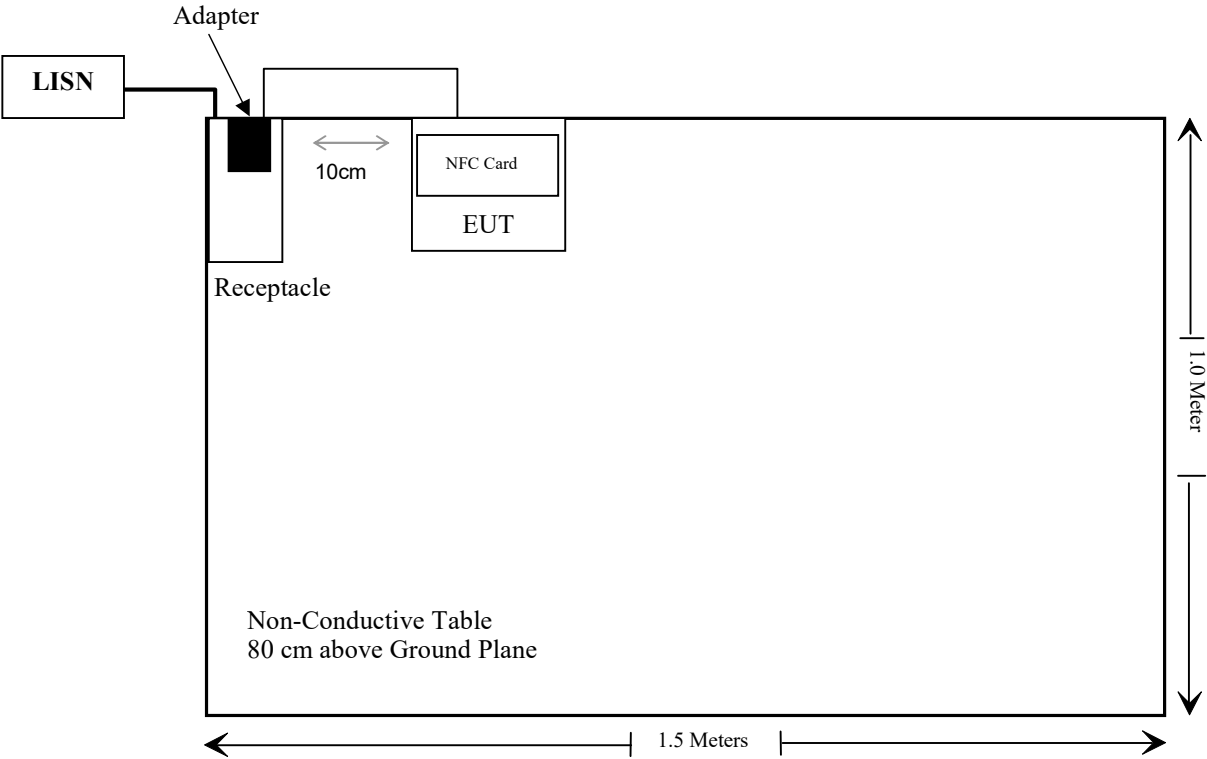 Adapter
LISN
10cm
NFC Card
EUT
Receptacle
1.0 Meter
Non-Conductive Table
80 cm above Ground Plane
1.5 Meters